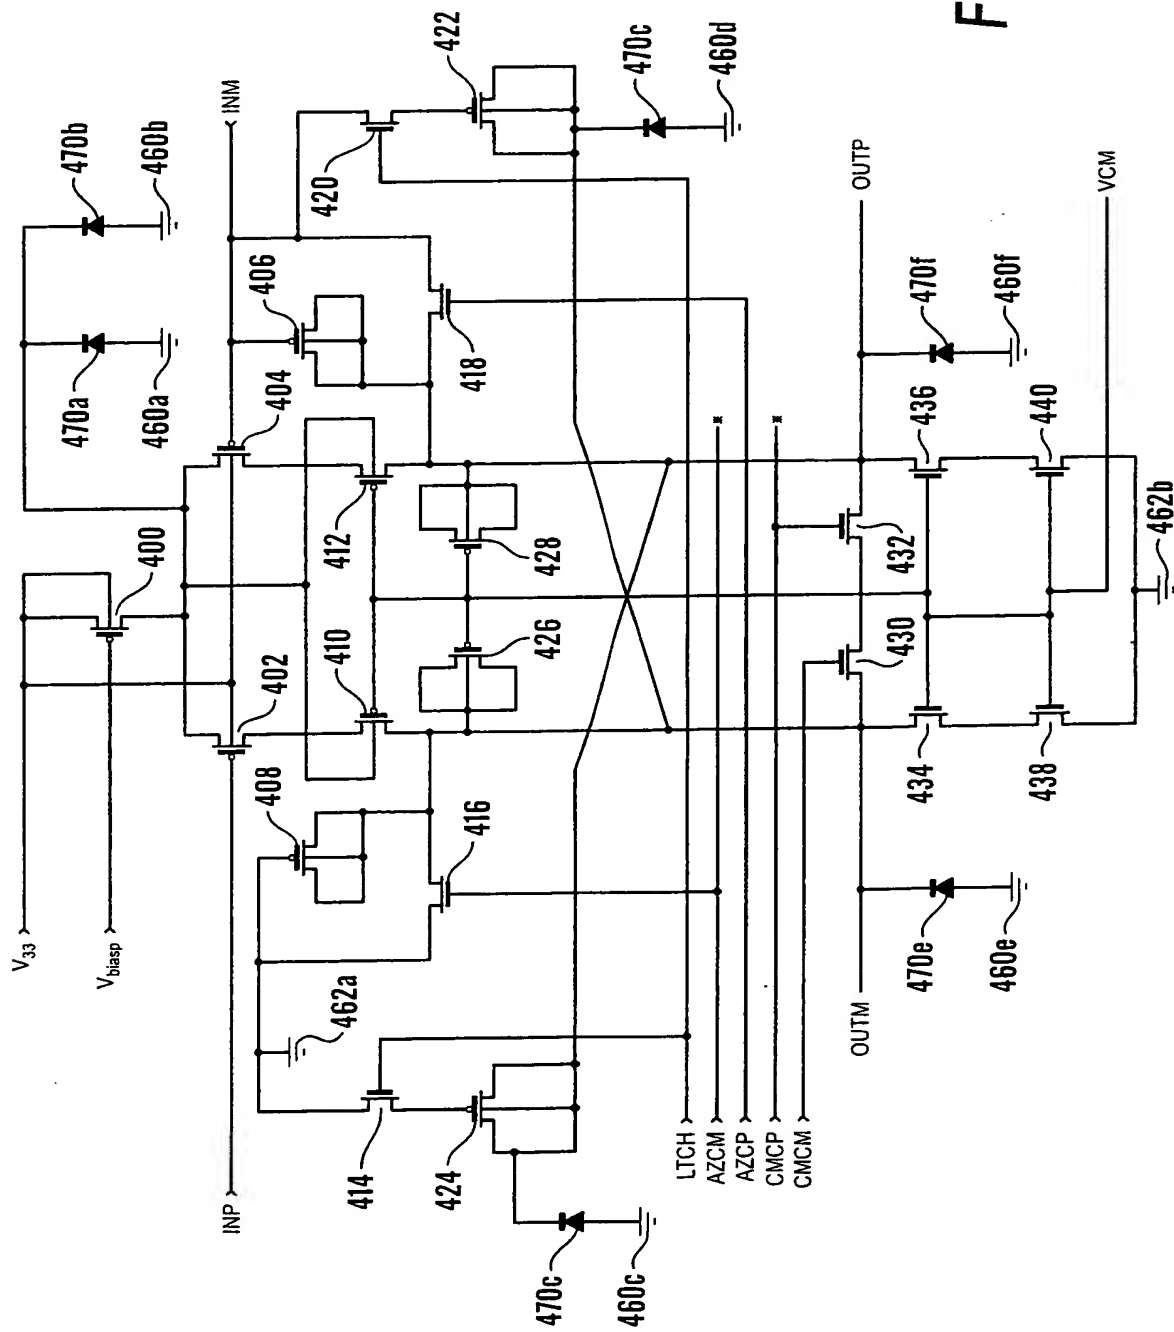 F
422
470c
460d
INM
470b
460b
420
406
OUTP
VCM
470a
460a
404
418
470f
460f
436
440
400
412
428
432
462b
402
410
426
430
408
416
434
438
V33
Vbiasp
462a
470e
460e
OUTM
414
424
LTCH
AZCM
AZCP
CMCP
CMCM
*
*
INP
470c
460c